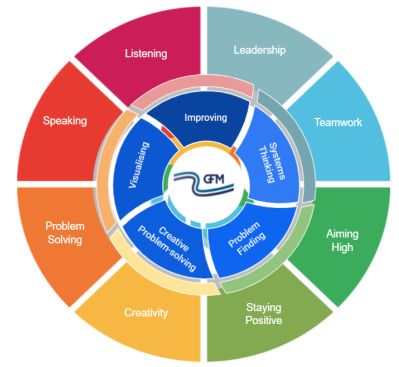 Listening
Leadership
Speaking
Teamwork
Improving
Visualising
Systems
Thinking
GFM
Problem
Solving
Creative
Problem-solving
Problem
Finding
Aiming
High
Creativity
Staying
Positive